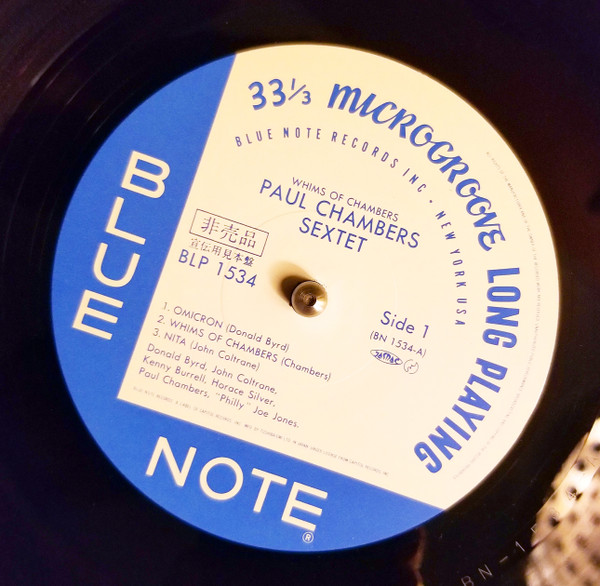 33⅓ MICROGROOVE LONG PLAYING
BLUE NOTE RECORDS INC · NEW YORK USA
WHIMS OF CHAMBERS
PAUL CHAMBERS
SEXTET
非売品
宣伝用見本盤
BLP 1534
Side 1
(BN 1534-A)
JASRAC
1. OMICRON (Donald Byrd)
2. WHIMS OF CHAMBERS (Chambers)
3. NITA (John Coltrane)
Donald Byrd, John Coltrane,
Kenny Burrell, Horace Silver,
Paul Chambers, "Philly" Joe Jones.
BLUE
NOTE®
BN-15